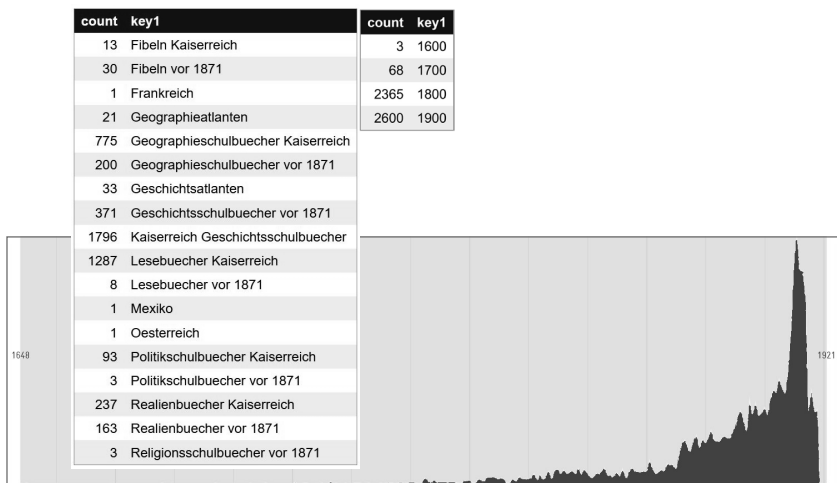 count key1
13 Fibeln Kaiserreich
30 Fibeln vor 1871
1 Frankreich
21 Geographieatlanten
775 Geographieschulbuecher Kaiserreich
200 Geographieschulbuecher vor 1871
33 Geschichtsatlanten
371 Geschichtsschulbuecher vor 1871
1796 Kaiserreich Geschichtsschulbuecher
1287 Lesebuecher Kaiserreich
8 Lesebuecher vor 1871
1 Mexiko
1 Oesterreich
93 Politikschulbuecher Kaiserreich
3 Politikschulbuecher vor 1871
237 Realienbuecher Kaiserreich
163 Realienbuecher vor 1871
3 Religionsschulbuecher vor 1871
count key1
3 1600
68 1700
2365 1800
2600 1900
1648
1921